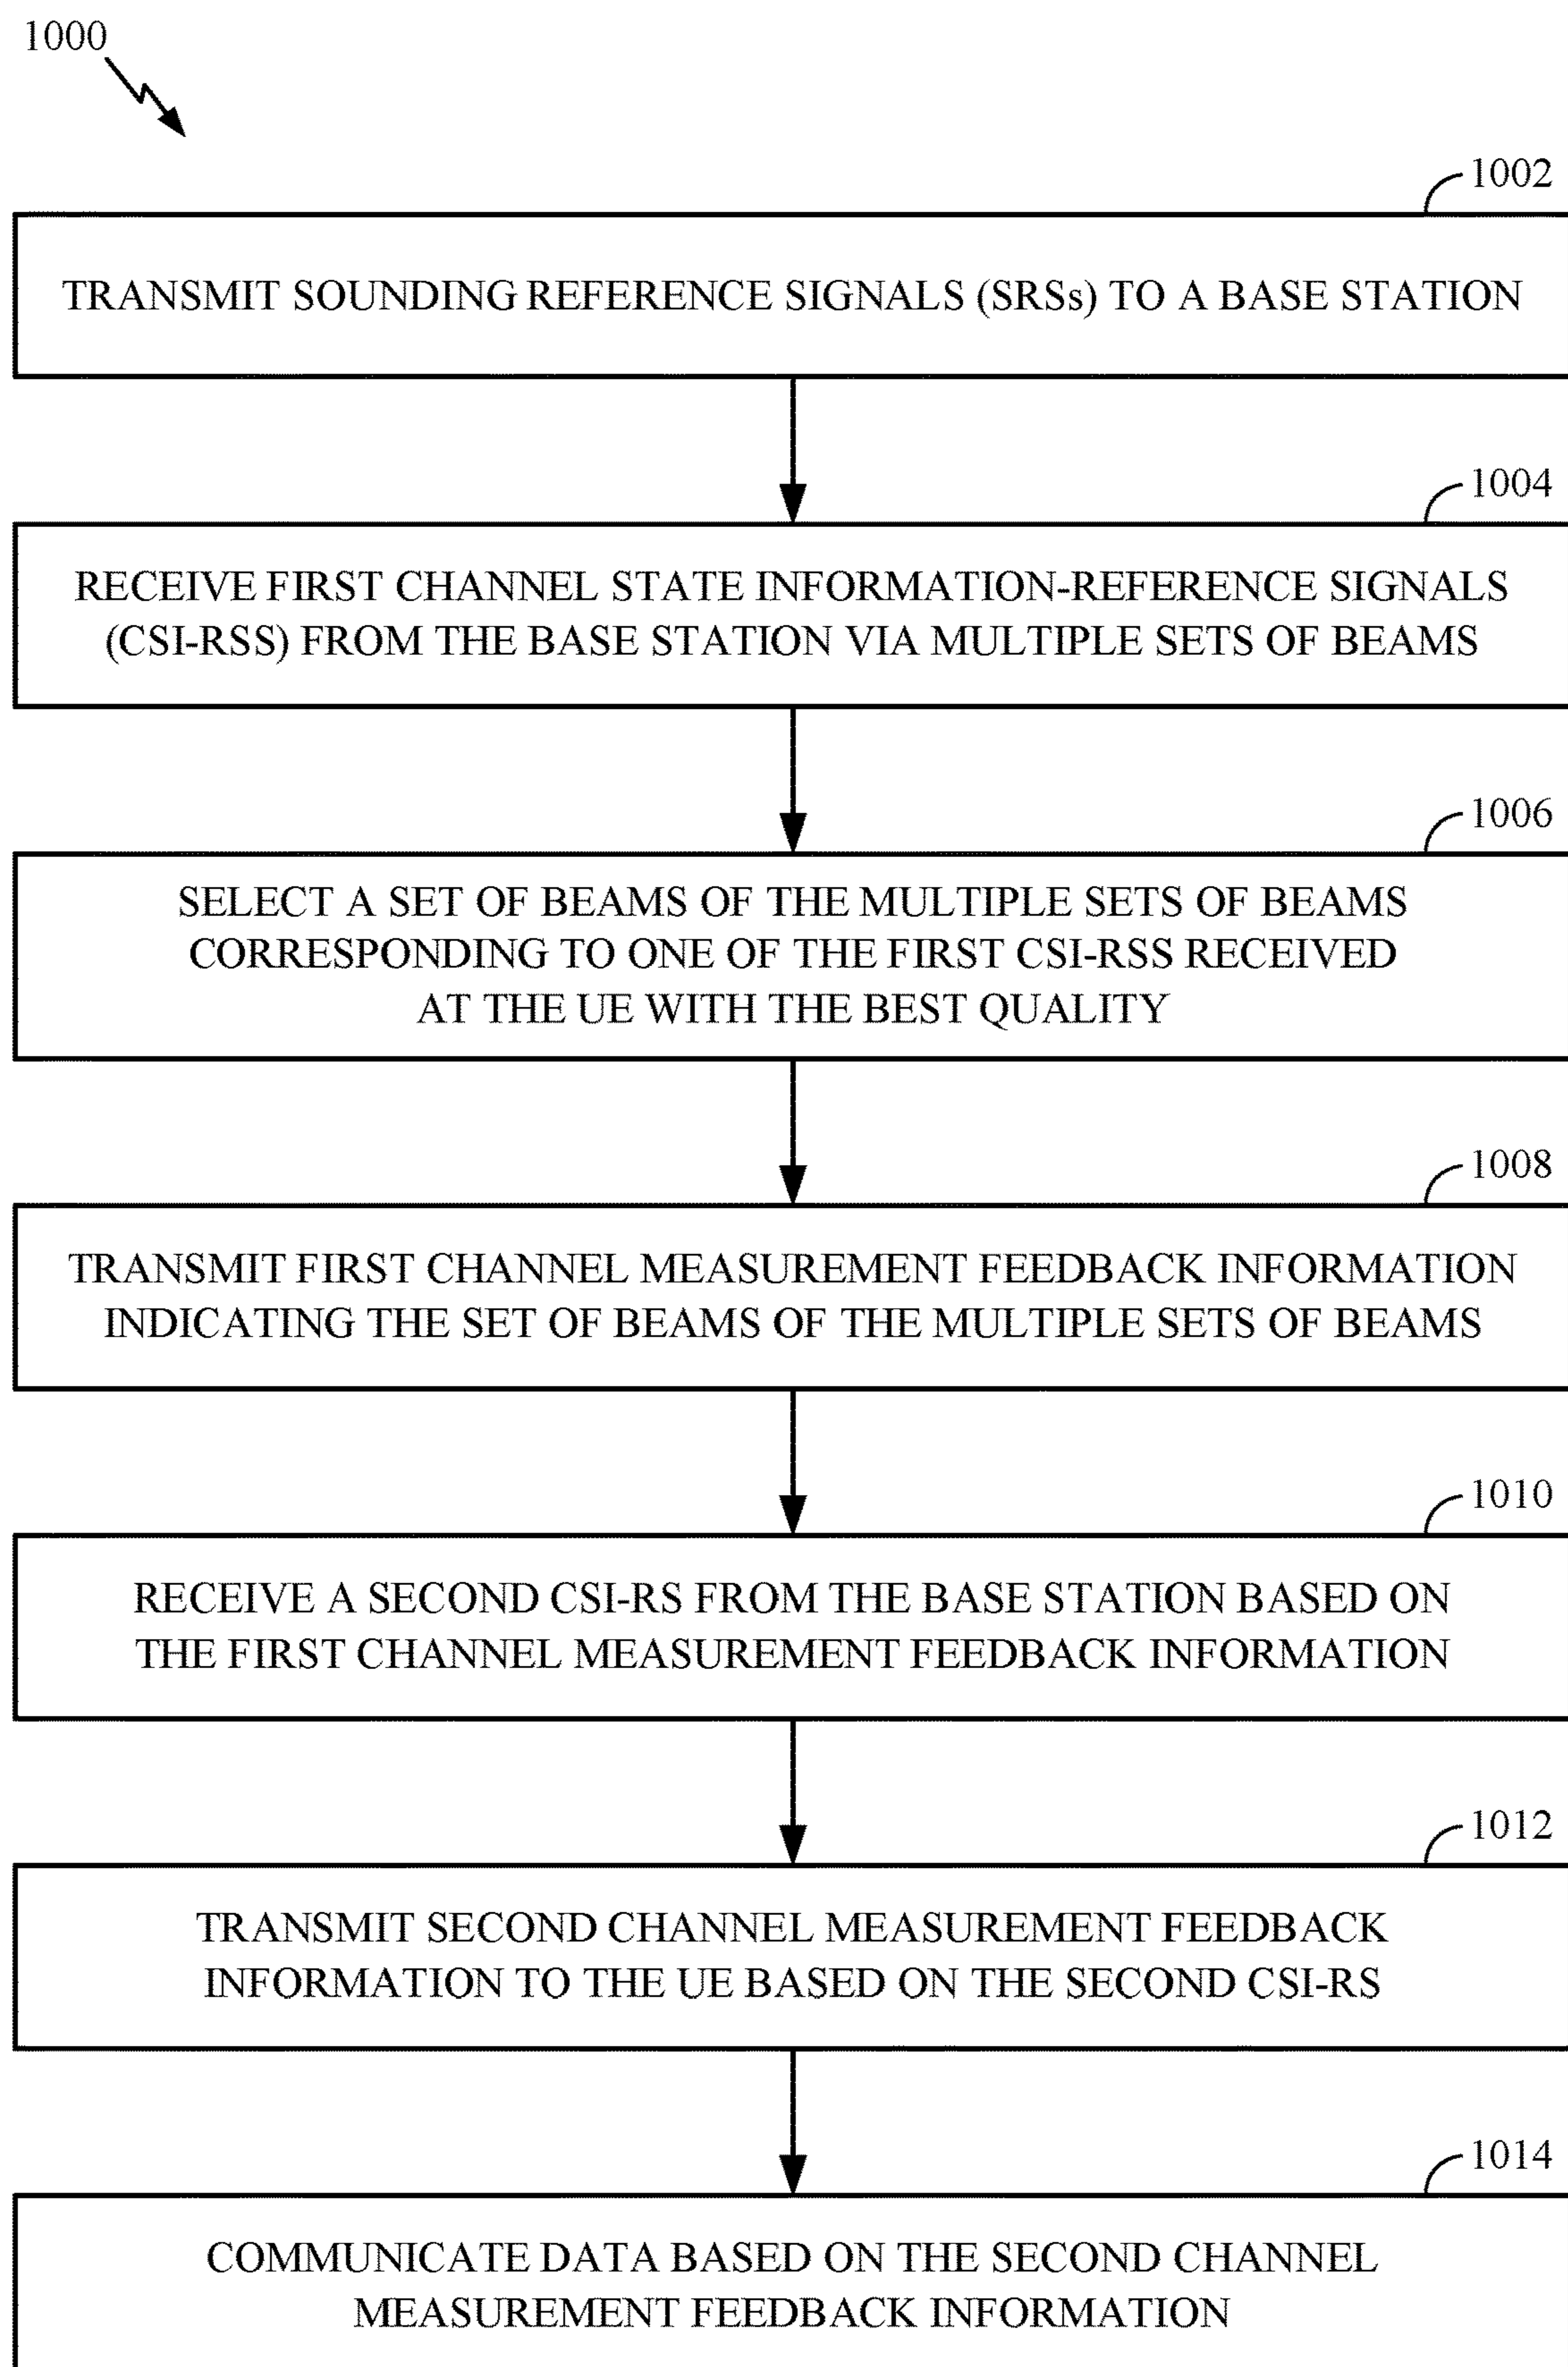 1000
1002
TRANSMIT SOUNDING REFERENCE SIGNALS (SRSs) TO A BASE STATION
1004
RECEIVE FIRST CHANNEL STATE INFORMATION-REFERENCE SIGNALS
(CSI-RSS) FROM THE BASE STATION VIA MULTIPLE SETS OF BEAMS
1006
SELECT A SET OF BEAMS OF THE MULTIPLE SETS OF BEAMS
CORRESPONDING TO ONE OF THE FIRST CSI-RSS RECEIVED
AT THE UE WITH THE BEST QUALITY
1008
TRANSMIT FIRST CHANNEL MEASUREMENT FEEDBACK INFORMATION
INDICATING THE SET OF BEAMS OF THE MULTIPLE SETS OF BEAMS
1010
RECEIVE A SECOND CSI-RS FROM THE BASE STATION BASED ON
THE FIRST CHANNEL MEASUREMENT FEEDBACK INFORMATION
1012
TRANSMIT SECOND CHANNEL MEASUREMENT FEEDBACK
INFORMATION TO THE UE BASED ON THE SECOND CSI-RS
1014
COMMUNICATE DATA BASED ON THE SECOND CHANNEL
MEASUREMENT FEEDBACK INFORMATION